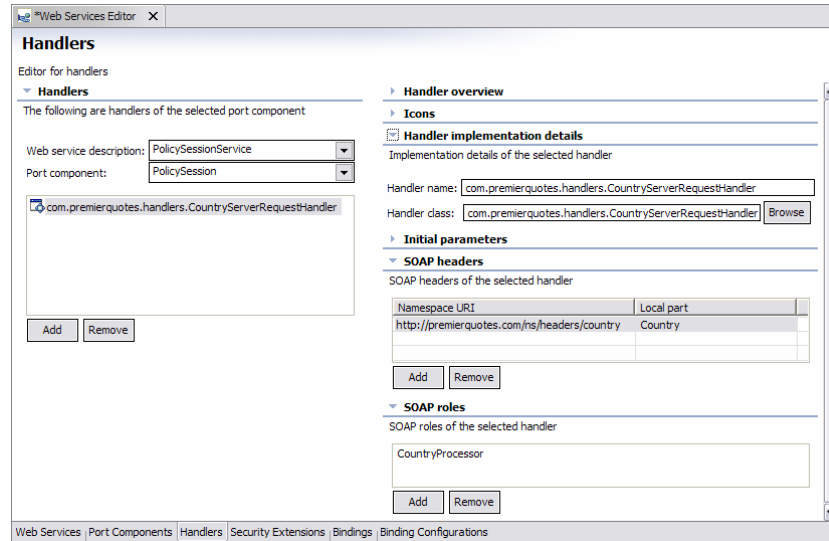 *Web Services Editor X
Handlers
Editor for handlers
Handlers
The following are handlers of the selected port component
Web service description: PolicySessionService
Port component: PolicySession
com.premierquotes.handlers.CountryServerRequestHandler
Add Remove
Handler overview
Icons
Handler implementation details
Implementation details of the selected handler
Handler name: com.premierquotes.handlers.CountryServerRequestHandler
Handler class: com.premierquotes.handlers.CountryServerRequestHandler Browse
Initial parameters
SOAP headers
SOAP headers of the selected handler
Namespace URI Local part
http://premierquotes.com/ns/headers/country Country
Add Remove
SOAP roles
SOAP roles of the selected handler
CountryProcessor
Add Remove
Web Services Port Components Handlers Security Extensions Bindings Binding Configurations